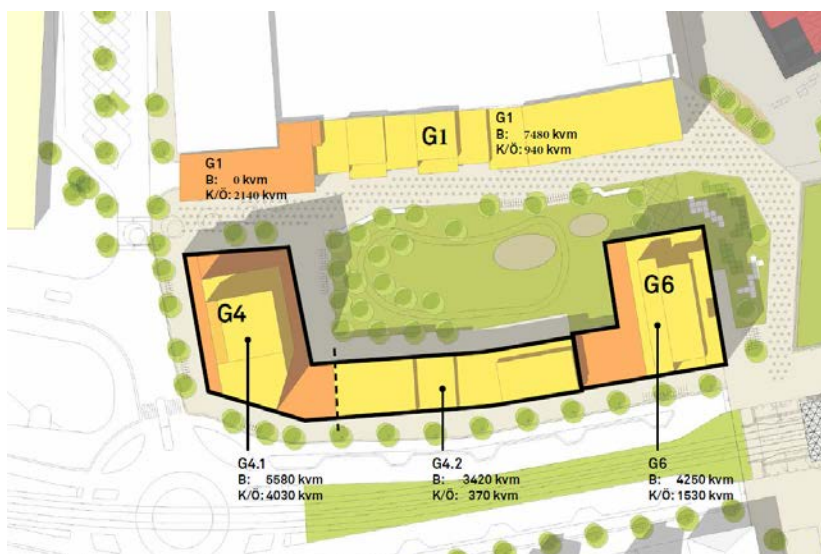 G1
B: 7480 kvm
K/Ö: 940 kvm
G1
G1
B: 0 kvm
K/Ö: 2140 kvm
G4
G6
G4.1
B: 5580 kvm
K/Ö: 4030 kvm
G4.2
B: 3420 kvm
K/Ö: 370 kvm
G6
B: 4250 kvm
K/Ö: 1530 kvm